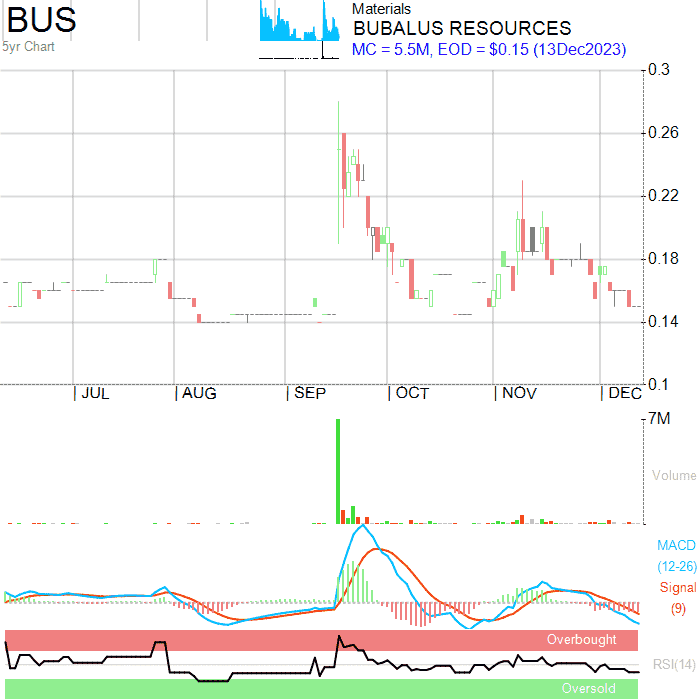 BUS
5yr Chart
Materials
BUBALUS RESOURCES
MC = 5.5M, EOD = $0.15 (13Dec2023)
0.3
0.26
0.22
0.18
0.14
0.1
| JUL | AUG | SEP | OCT | NOV | DEC
7M
Volume
MACD
(12-26)
Signal
(9)
Overbought
RSI(14)
Oversold